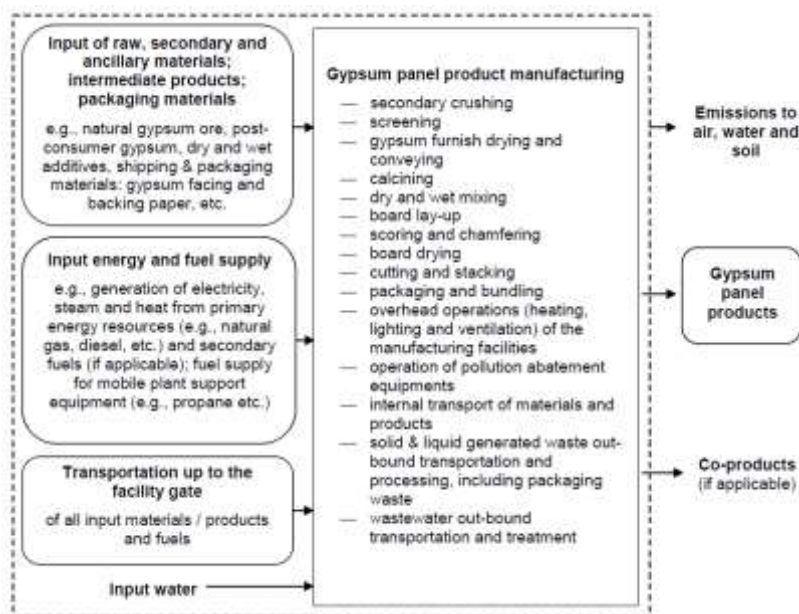 Input of raw, secondary and
ancillary materials;
intermediate products;
packaging materials
e.g., natural gypsum ore, post-
consumer gypsum, dry and wet
additives, shipping & packaging
materials: gypsum facing and
backing paper, etc.
Input energy and fuel supply
e.g., generation of electricity,
steam and heat from primary
energy resources (e.g., natural
gas, diesel, etc.) and secondary
fuels (if applicable); fuel supply
for mobile plant support
equipment (e.g., propane etc.)
Transportation up to the
facility gate
of all input materials / products
and fuels
Input water
Gypsum panel product manufacturing
— secondary crushing
— screening
— gypsum furnish drying and
conveying
— calcining
— dry and wet mixing
— board lay-up
— scoring and chamfering
— board drying
— cutting and stacking
— packaging and bundling
— overhead operations (heating,
lighting and ventilation) of the
manufacturing facilities
— operation of pollution abatement
equipments
— internal transport of materials and
products
— solid & liquid generated waste out-
bound transportation and
processing, including packaging
waste
— wastewater out-bound
transportation and treatment
Emissions to
air, water and
soil
Gypsum
panel
products
Co-products
(if applicable)